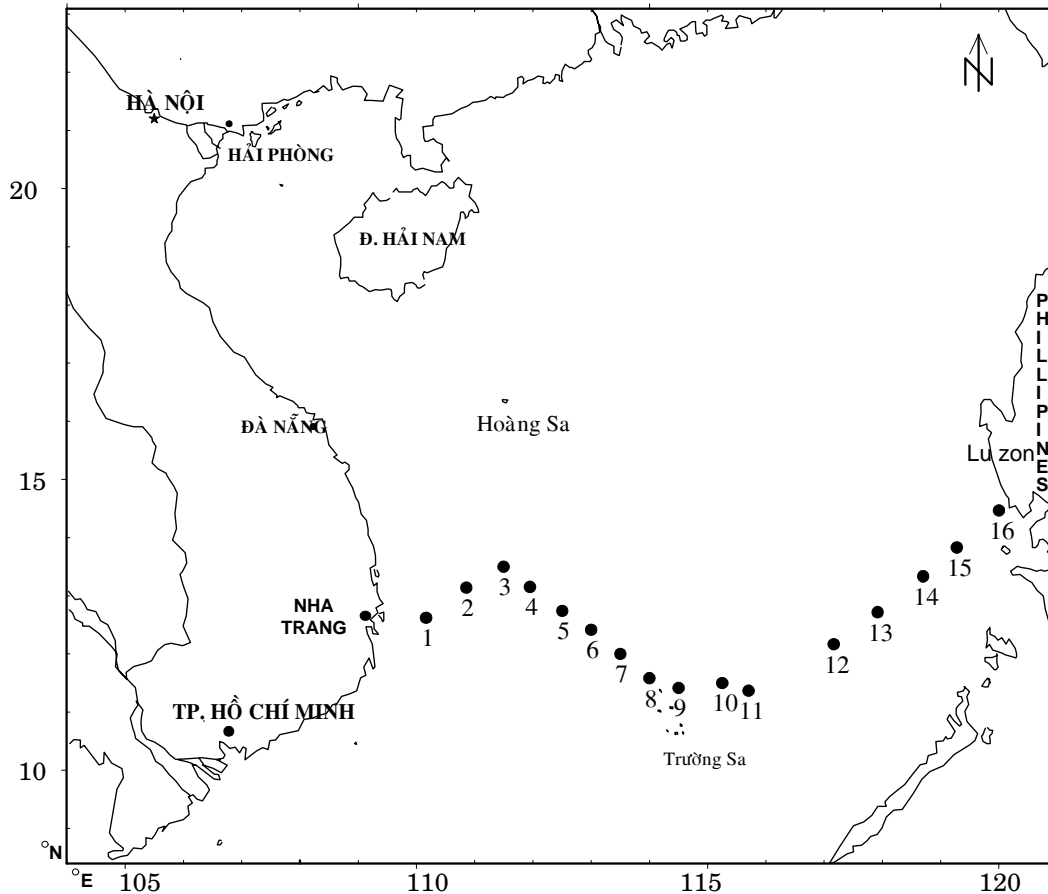 N
HÀ NỘI
HẢI PHÒNG
20
Đ. HẢI NAM
PHILLIPINES
ĐÀ NẴNG
Hoàng Sa
Lu zon
15
16
15
14
3
2
4
NHA
TRANG
1
5
13
6
12
7
8
9
10
11
TP. HỒ CHÍ MINH
Trường Sa
10
°N
°E
105
110
115
120